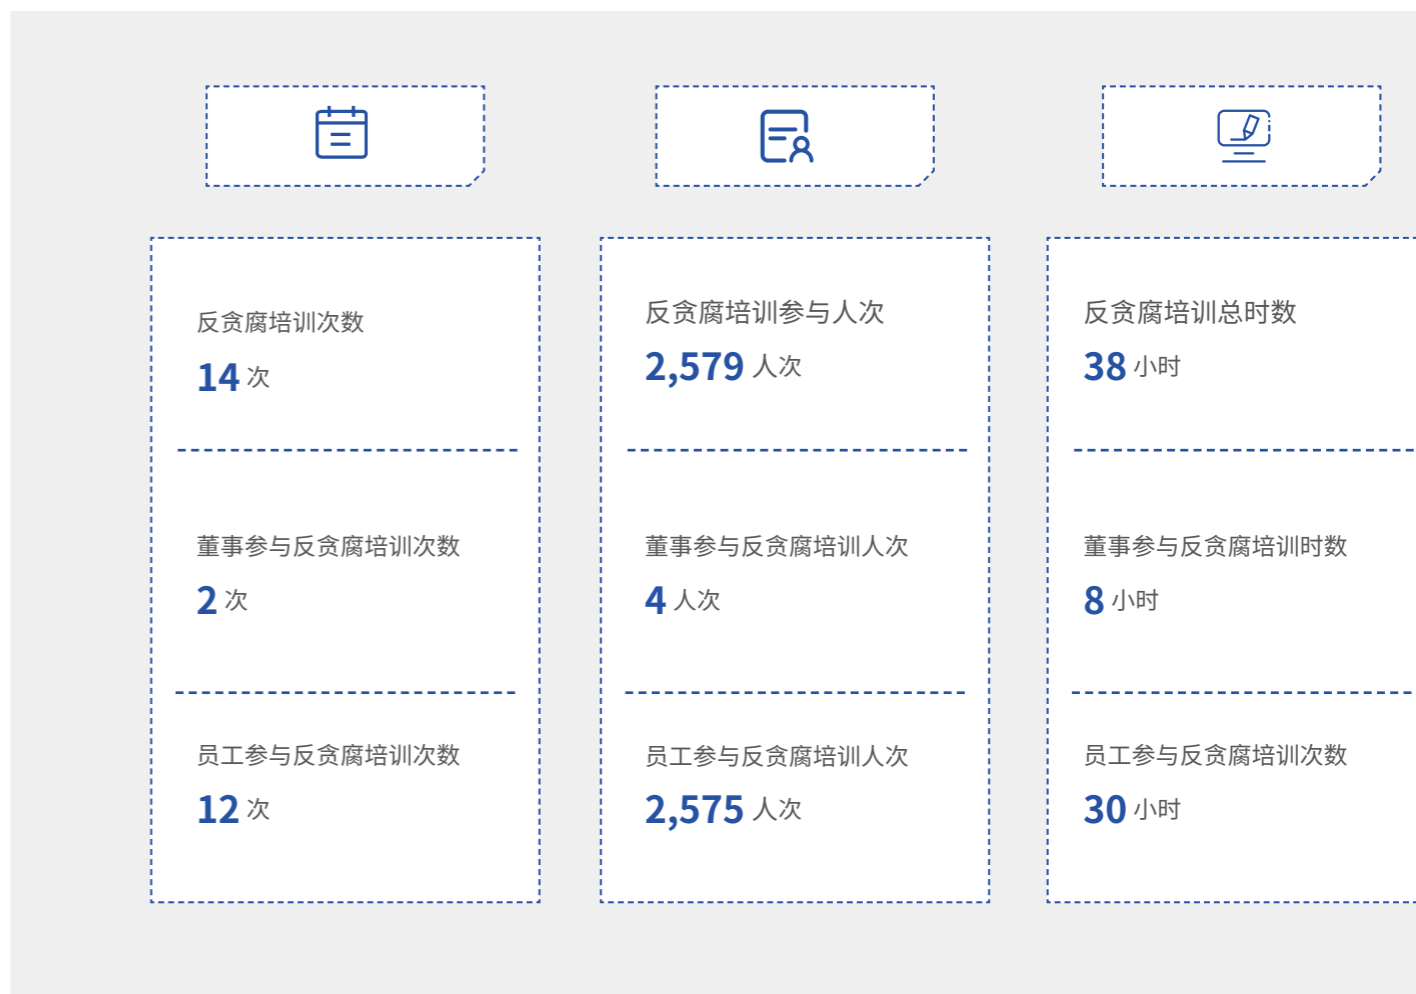 反贪腐培训次数
14 次
董事参与反贪腐培训次数
2 次
员工参与反贪腐培训次数
12 次
反贪腐培训参与人次
2,579 人次
董事参与反贪腐培训人次
4 人次
员工参与反贪腐培训人次
2,575 人次
反贪腐培训总时数
38 小时
董事参与反贪腐培训时数
8 小时
员工参与反贪腐培训次数
30 小时